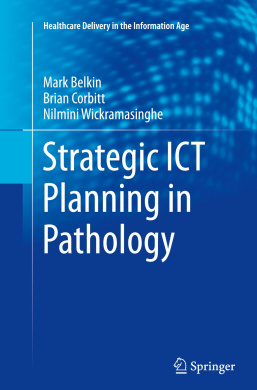 Healthcare Delivery in the Information Age
Mark Belkin
Brian Corbitt
Nilmini Wickramasinghe
Strategic ICT
Planning in
Pathology
Springer